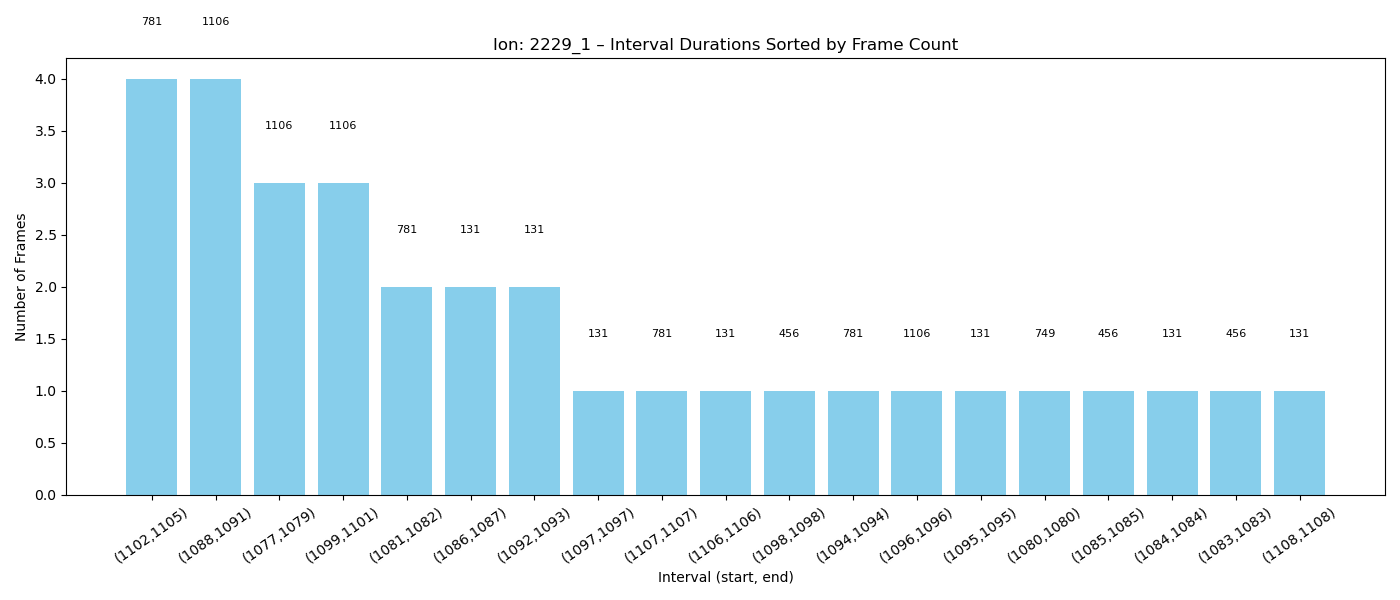 781 1106
Ion: 2229_1 – Interval Durations Sorted by Frame Count
4.0
3.5
3.0
2.5
2.0
1.5
1.0
0.5
0.0
Number of Frames
1106 1106
781 131 131
131 781 131 456 781 1106 131 749 456 131 456 131
(1102,1105) (1088,1091) (1077,1079) (1099,1101) (1081,1082) (1086,1087) (1092,1093) (1097,1097) (1107,1107) (1106,1106) (1098,1098) (1094,1094) (1096,1096) (1095,1095) (1080,1080) (1085,1085) (1084,1084) (1083,1083) (1108,1108)
Interval (start, end)